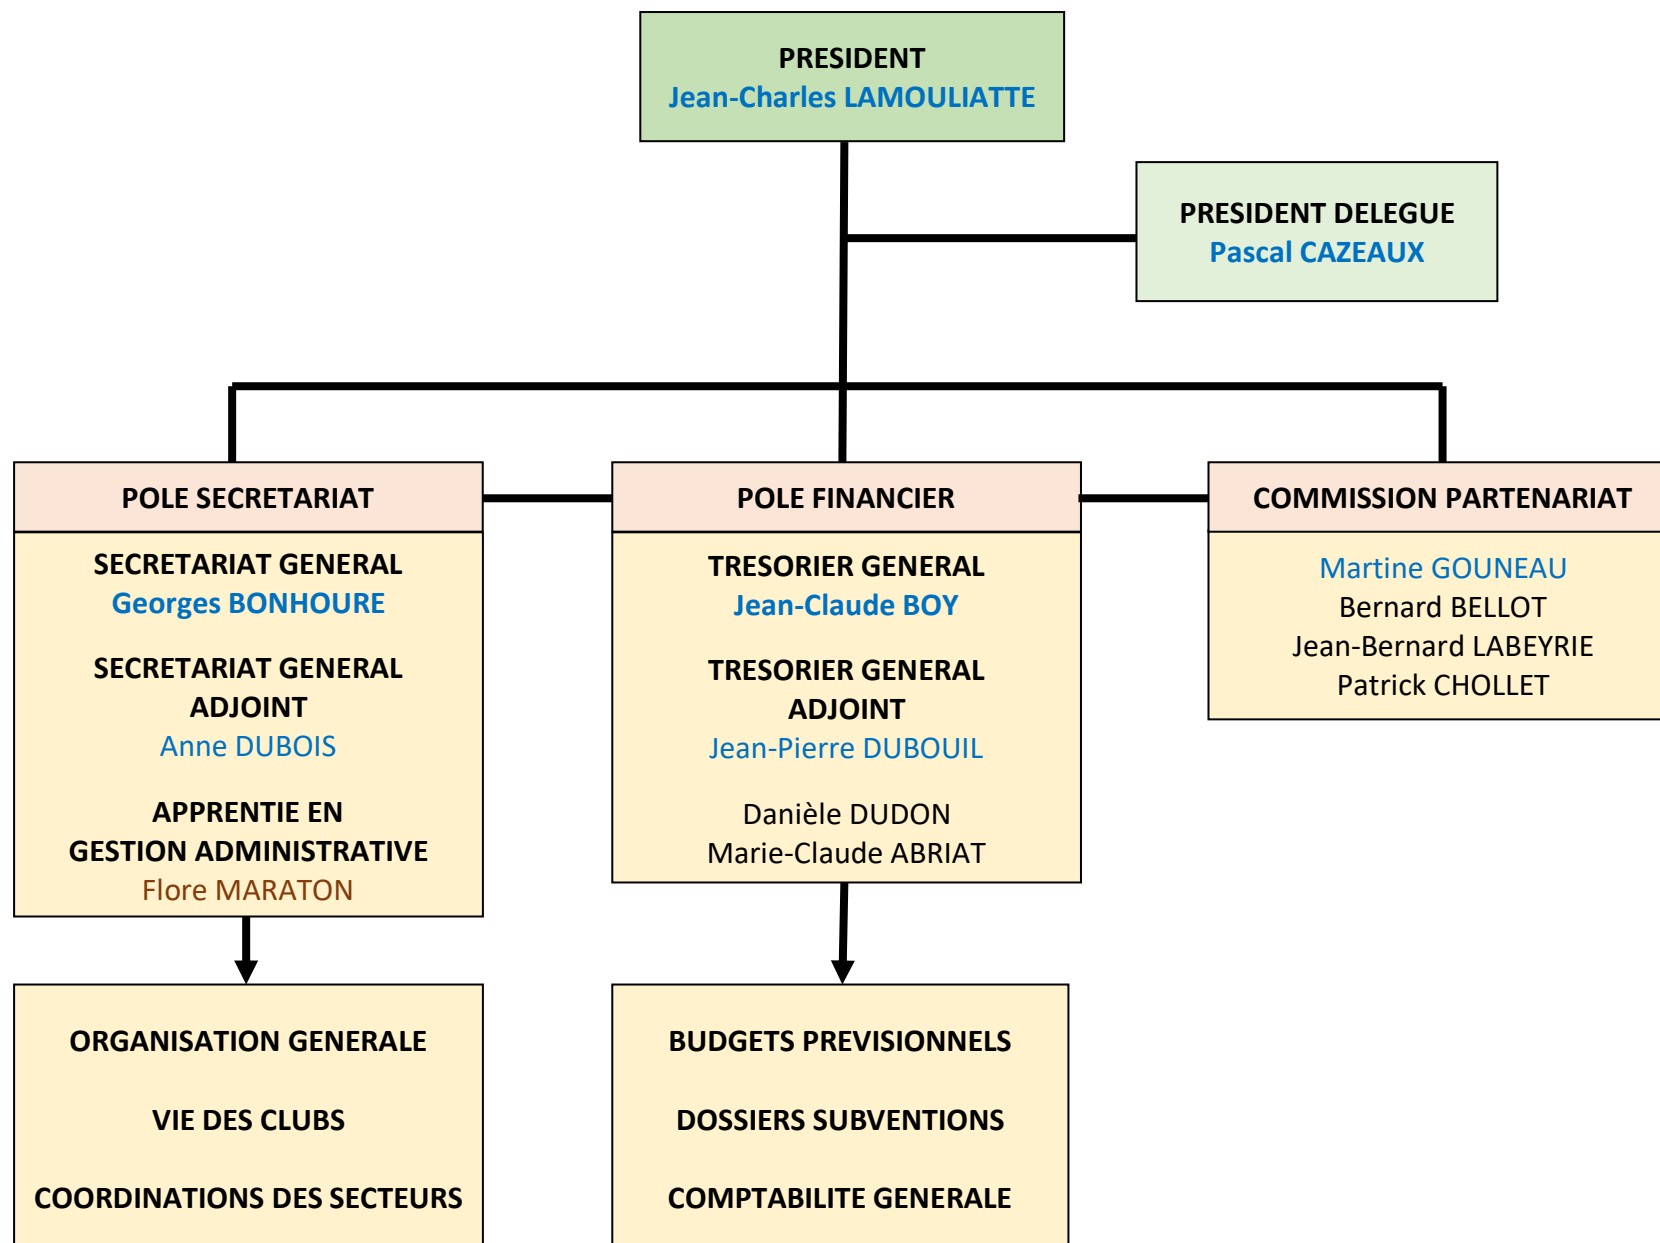 PRESIDENT
Jean-Charles LAMOULIATTE
PRESIDENT DELEGUE
Pascal CAZEAUX
POLE SECRETARIAT
SECRETARIAT GENERAL
Georges BONHOURE
SECRETARIAT GENERAL
ADJOINT
Anne DUBOIS
APPRENTIE EN
GESTION ADMINISTRATIVE
Flore MARATON
ORGANISATION GENERALE
VIE DES CLUBS
COORDINATIONS DES SECTEURS
POLE FINANCIER
TRESORIER GENERAL
Jean-Claude BOY
TRESORIER GENERAL
ADJOINT
Jean-Pierre DUBOUIL
Danièle DUDON
Marie-Claude ABRIAT
BUDGETS PREVISIONNELS
DOSSIERS SUBVENTIONS
COMPTABILITE GENERALE
COMMISSION PARTENARIAT
Martine GOUNEAU
Bernard BELLOT
Jean-Bernard LABEYRIE
Patrick CHOLLET